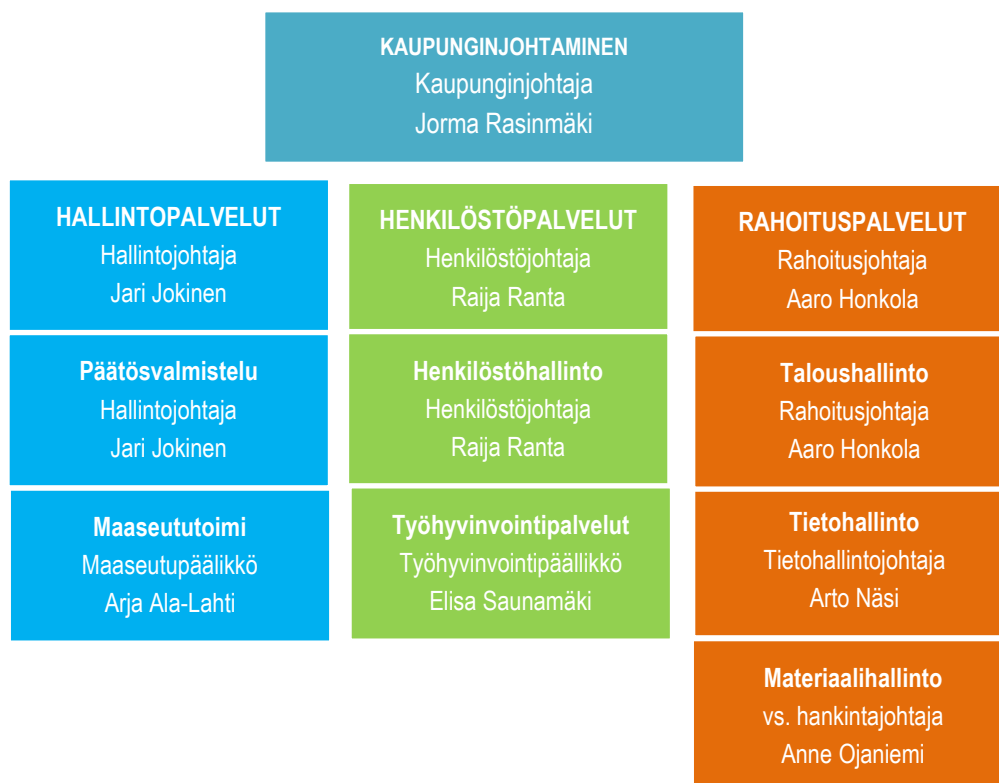 KAUPUNGINJOHTAMINEN
Kaupunginjohtaja
Jorma Rasinmäki
HALLINTOPALVELUT
Hallintojohtaja
Jari Jokinen
Päätösvalmistelu
Hallintojohtaja
Jari Jokinen
Maaseututoimi
Maaseutupäälikkö
Arja Ala-Lahti
HENKILÖSTÖPALVELUT
Henkilöstöjohtaja
Raija Ranta
Henkilöstöhallinto
Henkilöstöjohtaja
Raija Ranta
Työhyvinvointipalvelut
Työhyvinvointipäällikkö
Elisa Saunamäki
RAHOITUSPALVELUT
Rahoitusjohtaja
Aaro Honkola
Taloushallinto
Rahoitusjohtaja
Aaro Honkola
Tietohallinto
Tietohallintojohtaja
Arto Näsi
Materiaalihallinto
vs. hankintajohtaja
Anne Ojaniemi